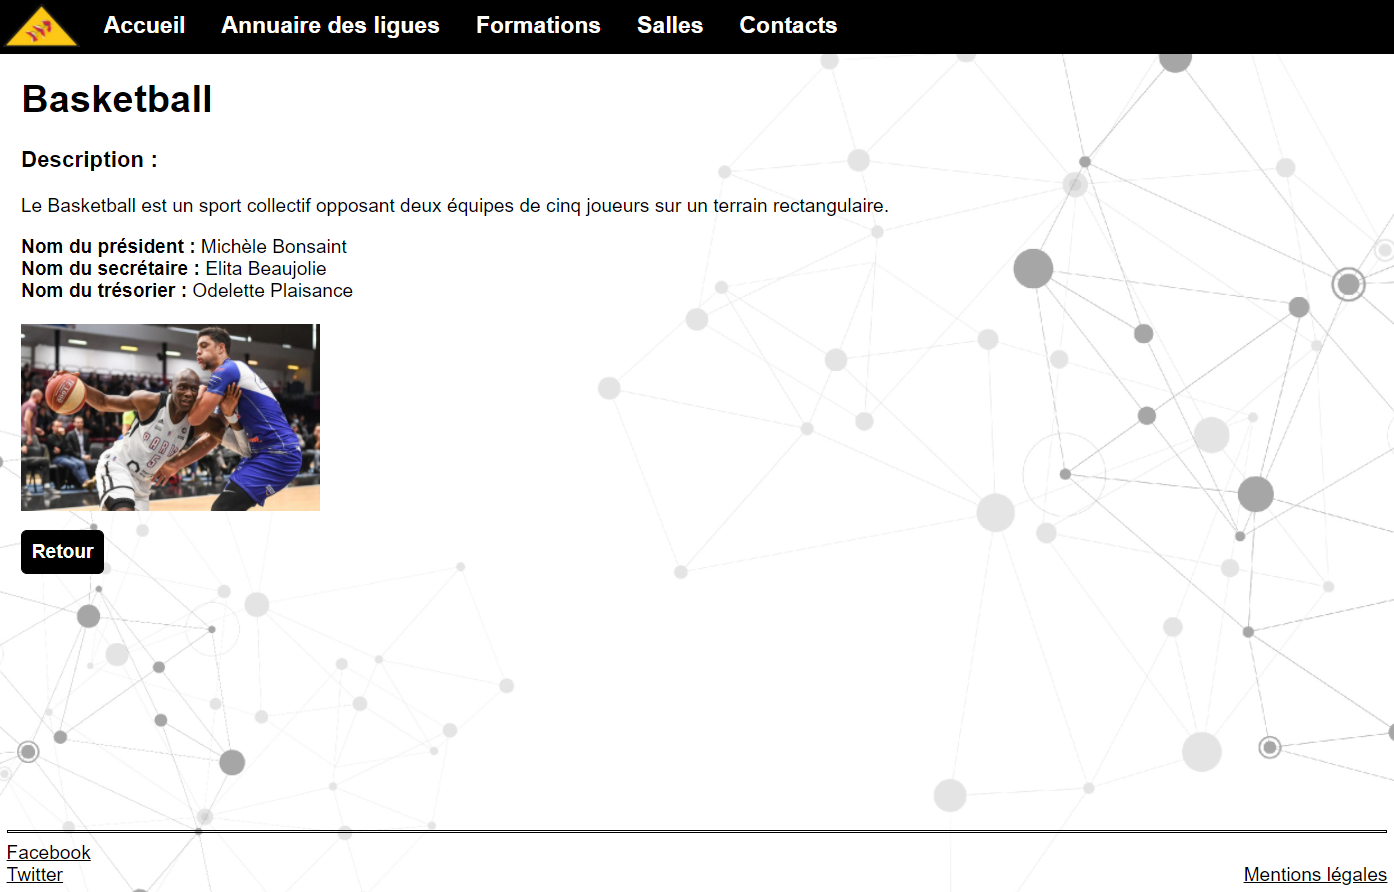 Accueil Annuaire des ligues Formations Salles Contacts
Basketball
Description :
Le Basketball est un sport collectif opposant deux équipes de cinq joueurs sur un terrain rectangulaire.
Nom du président : Michèle Bonsaint
Nom du secrétaire : Elita Beaujolie
Nom du trésorier : Odelette Plaisance
PARIS
5
Retour
Facebook
Twitter
Mentions légales